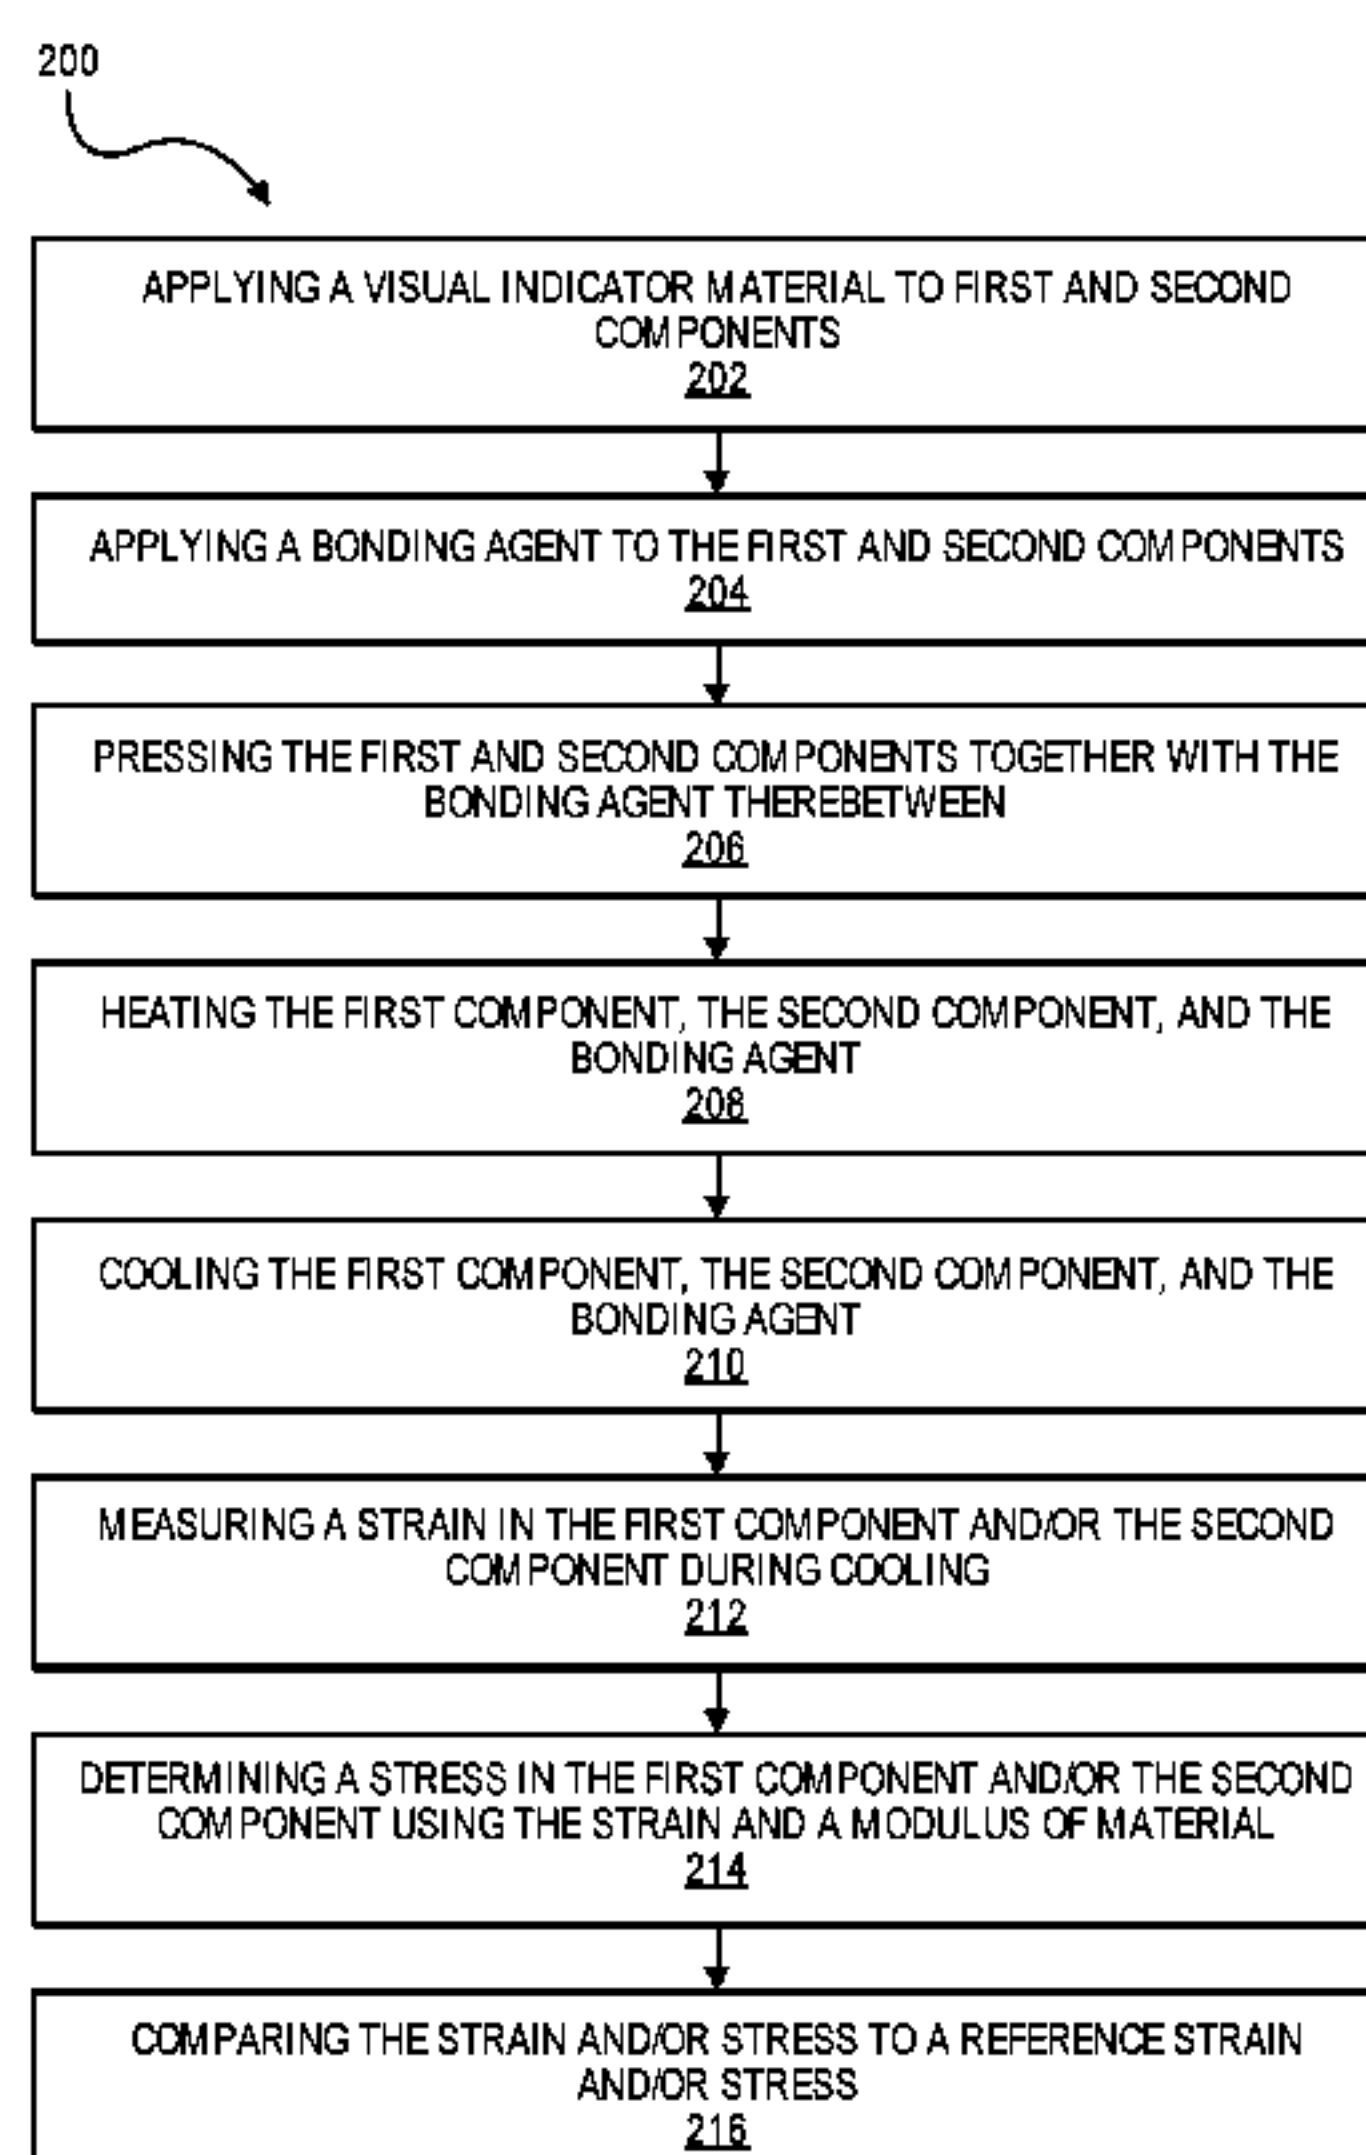 200
APPLYING A VISUAL INDICATOR MATERIAL TO FIRST AND SECOND
COMPONENTS
202
APPLYING A BONDING AGENT TO THE FIRST AND SECOND COMPONENTS
204
PRESSING THE FIRST AND SECOND COMPONENTS TOGETHER WITH THE
BONDING AGENT THEREBETWEEN
206
HEATING THE FIRST COMPONENT, THE SECOND COMPONENT, AND THE
BONDING AGENT
208
COOLING THE FIRST COMPONENT, THE SECOND COMPONENT, AND THE
BONDING AGENT
210
MEASURING A STRAIN IN THE FIRST COMPONENT AND/OR THE SECOND
COMPONENT DURING COOLING
212
DETERMINING A STRESS IN THE FIRST COMPONENT AND/OR THE SECOND
COMPONENT USING THE STRAIN AND A MODULUS OF MATERIAL
214
COMPARING THE STRAIN AND/OR STRESS TO A REFERENCE STRAIN
AND/OR STRESS
216